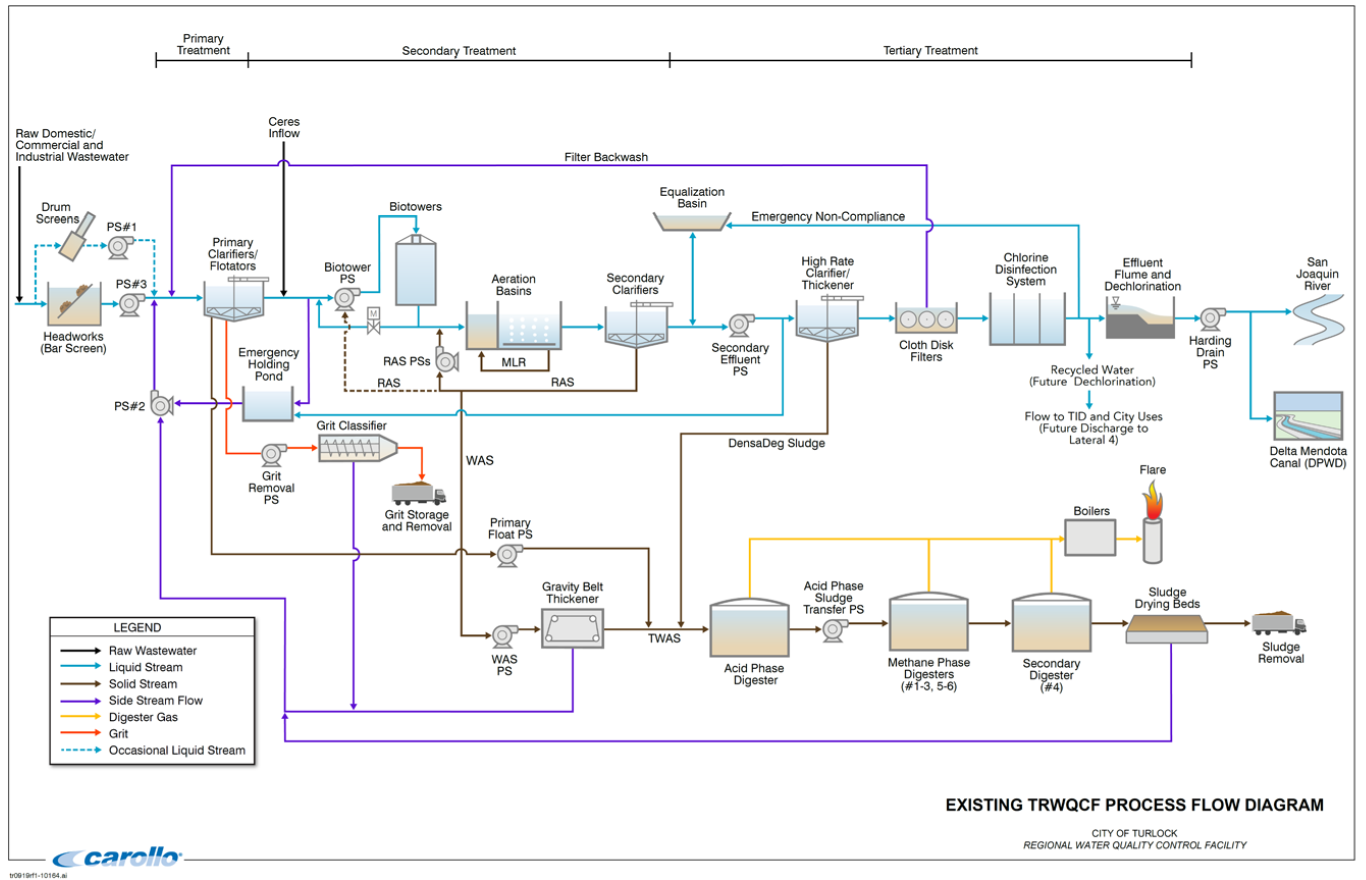 Primary
Treatment
Secondary Treatment
Tertiary Treatment
Raw Domestic/
Commercial and
Industrial Wastewater
Ceres
Inflow
Filter Backwash
Drum
Screens
PS#1
PS#3
Headworks
(Bar Screen)
Primary
Clarifiers/
Flotators
Biotower
PS
Biotowers
M
Aeration
Basins
MLR
Secondary
Clarifiers
RAS PSs
RAS
RAS
Equalization
Basin
Emergency Non-Compliance
Secondary
Effluent
PS
High Rate
Clarifier/
Thickener
Cloth Disk
Filters
Chlorine
Disinfection
System
Effluent
Flume and
Dechlorination
Harding
Drain
PS
San
Joaquin
River
Recycled Water
(Future Dechlorination)
Flow to TID and City Uses
(Future Discharge to
Lateral 4)
Delta Mendota
Canal (DPWD)
Emergency
Holding
Pond
PS#2
Grit Classifier
Grit
Removal
PS
Grit Storage
and Removal
WAS
DensaDeg Sludge
Primary
Float PS
Gravity Belt
Thickener
WAS
PS
TWAS
Acid Phase
Digester
Acid Phase
Sludge
Transfer PS
Methane Phase
Digesters
(#1-3, 5-6)
Secondary
Digester
(#4)
Boilers
Flare
Sludge
Drying Beds
Sludge
Removal
LEGEND
Raw Wastewater
Liquid Stream
Solid Stream
Side Stream Flow
Digester Gas
Grit
Occasional Liquid Stream
EXISTING TRWQCF PROCESS FLOW DIAGRAM
CITY OF TURLOCK
REGIONAL WATER QUALITY CONTROL FACILITY
carollo
tr0919rf1-10164.ai